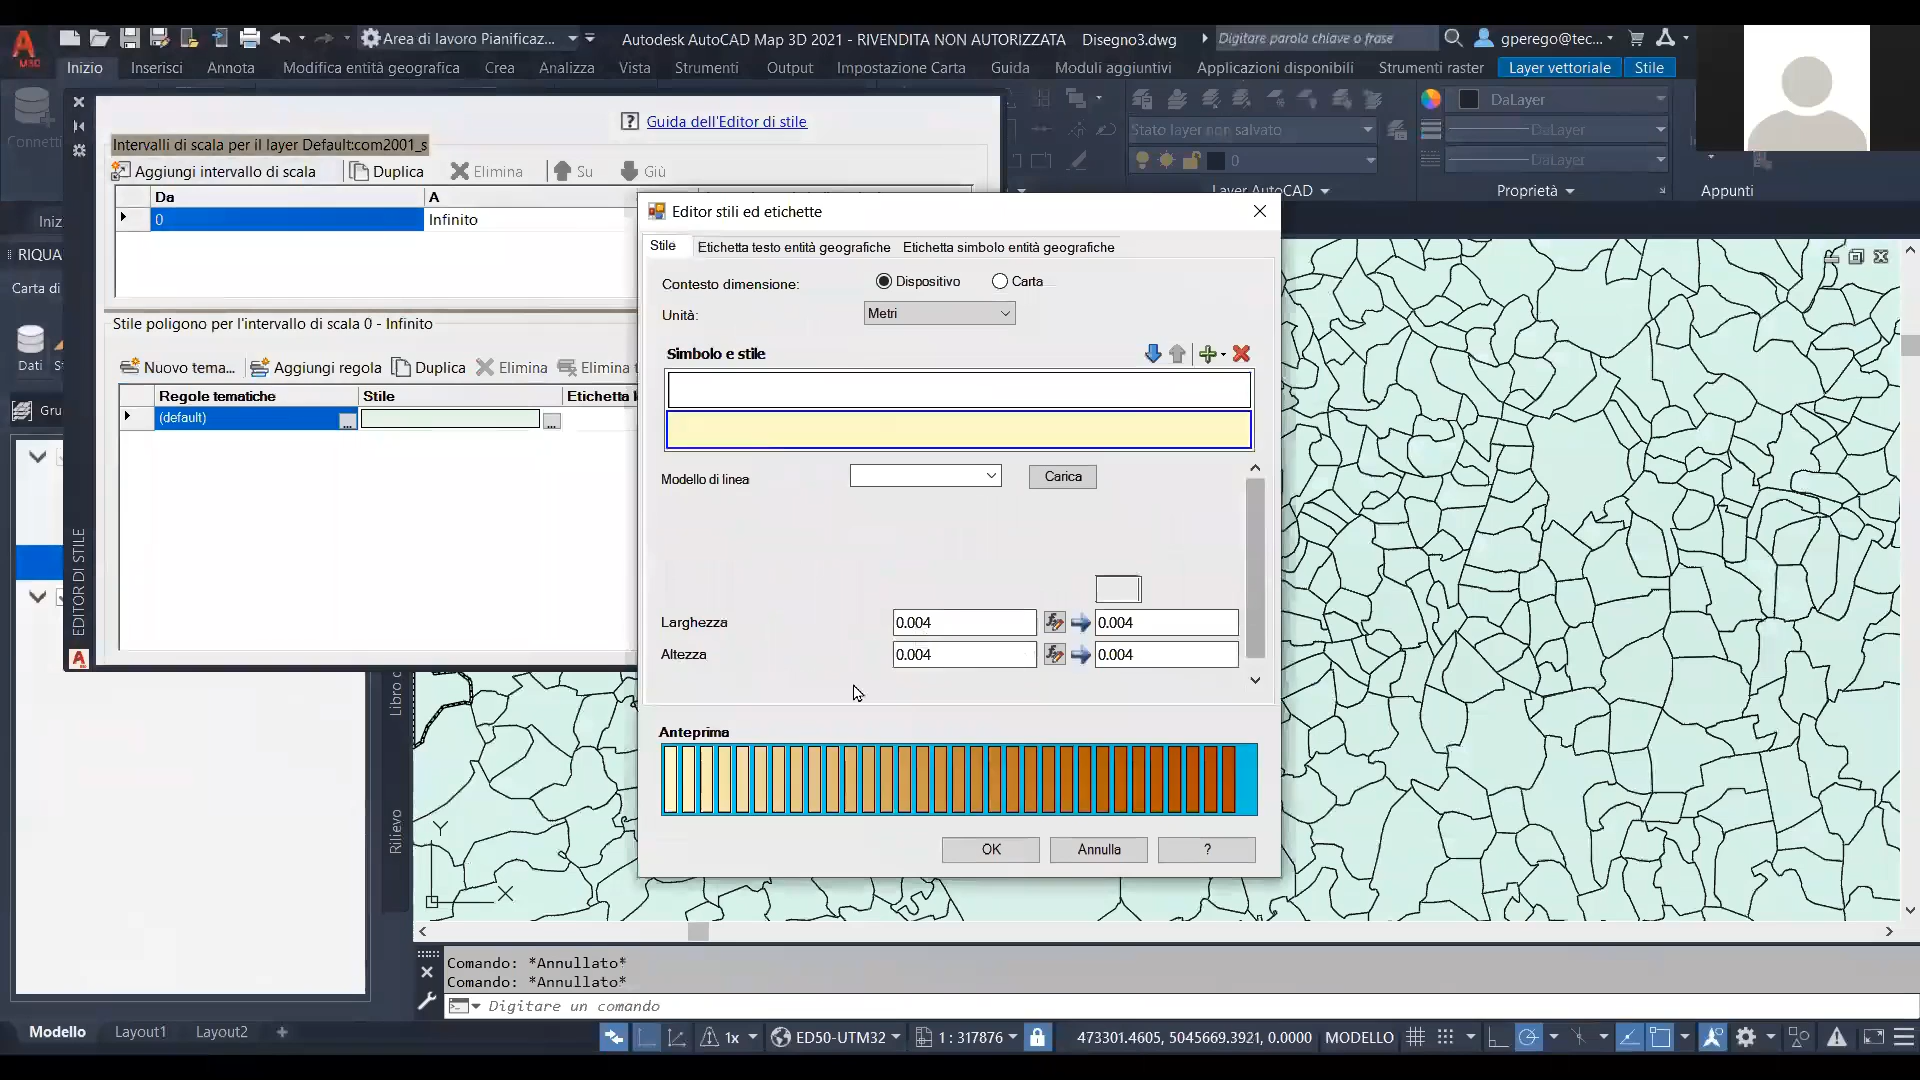 Area di lavoro Pianificaz...
Autodesk AutoCAD Map 3D 2021 - RIVENDITA NON AUTORIZZATA
Disegno3.dwg
Digitare parola chiave o frase
gperego@tec...
M3D
Inizio
Inserisci
Annota
Modifica entità geografica
Crea
Analizza
Vista
Strumenti
Output
Impostazione Carta
Guida
Moduli aggiuntivi
Applicazioni disponibili
Strumenti raster
Layer vettoriale
Stile
Connetti
Guida dell'Editor di stile
Intervalli di scala per il layer Default:com2001_s
Aggiungi intervallo di scala
Duplica
Elimina
Su
Giù
Da
A
0
Infinito
Stile poligono per l'intervallo di scala 0 - Infinito
Nuovo tema...
Aggiungi regola
Duplica
Elimina
Elimina t
Regole tematiche
Stile
Etichetta
(default)
...
...
EDITOR DI STILE
DaLayer
DaLayer
DaLayer
Stato layer non salvato
0
Layer AutoCAD
Proprietà
Appunti
Iniz
RIQUA
Carta di
Dati
St
Gru
Editor stili ed etichette
Stile
Etichetta testo entità geografiche
Etichetta simbolo entità geografiche
Contesto dimensione:
Dispositivo
Carta
Unità:
Metri
Simbolo e stile
Modello di linea
Carica
Larghezza
0.004
0.004
Altezza
0.004
0.004
Anteprima
OK
Annulla
?
Libro d
Rilievo
Y
X
Comando: *Annullato*
Comando: *Annullato*
Digitare un comando
Modello
Layout1
Layout2
+
1x
ED50-UTM32
1 : 317876
473301.4605, 5045669.3921, 0.0000
MODELLO